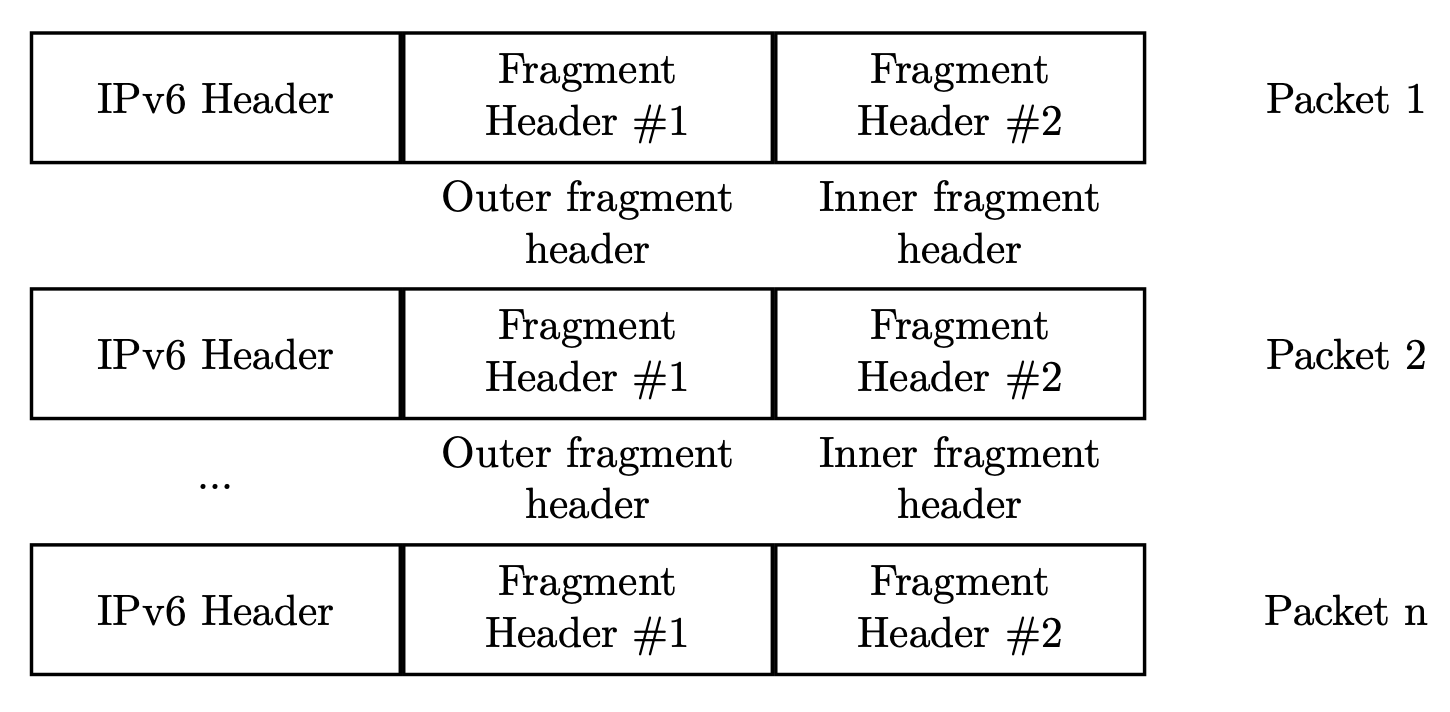 IPv6 Header
Fragment
Header #1
Fragment
Header #2
Packet 1
Outer fragment
header
Inner fragment
header
IPv6 Header
Fragment
Header #1
Fragment
Header #2
Packet 2
...
Outer fragment
header
Inner fragment
header
IPv6 Header
Fragment
Header #1
Fragment
Header #2
Packet n